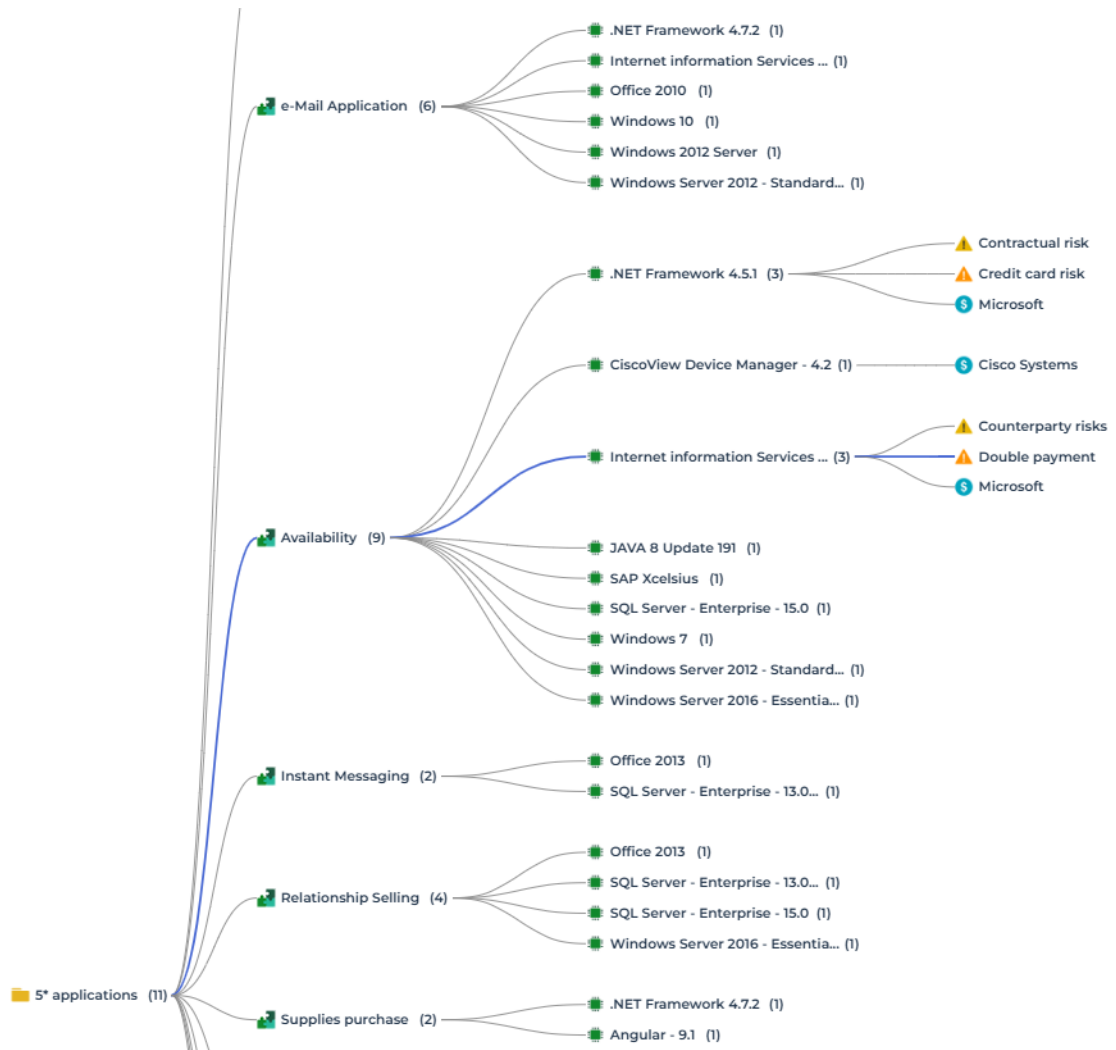 .NET Framework 4.7.2 (1)
Internet information Services ... (1)
e-Mail Application (6)
Office 2010 (1)
Windows 10 (1)
Windows 2012 Server (1)
Windows Server 2012 - Standard... (1)
Contractual risk
.NET Framework 4.5.1 (3)
Credit card risk
Microsoft
CiscoView Device Manager - 4.2 (1)
Cisco Systems
Counterparty risks
Internet information Services ... (3)
Double payment
Microsoft
Availability (9)
JAVA 8 Update 191 (1)
SAP Xcelsius (1)
SQL Server - Enterprise - 15.0 (1)
Windows 7 (1)
Windows Server 2012 - Standard... (1)
Windows Server 2016 - Essentia... (1)
Instant Messaging (2)
Office 2013 (1)
SQL Server - Enterprise - 13.0... (1)
Relationship Selling (4)
Office 2013 (1)
SQL Server - Enterprise - 13.0... (1)
SQL Server - Enterprise - 15.0 (1)
Windows Server 2016 - Essentia... (1)
5* applications (11)
Supplies purchase (2)
.NET Framework 4.7.2 (1)
Angular - 9.1 (1)